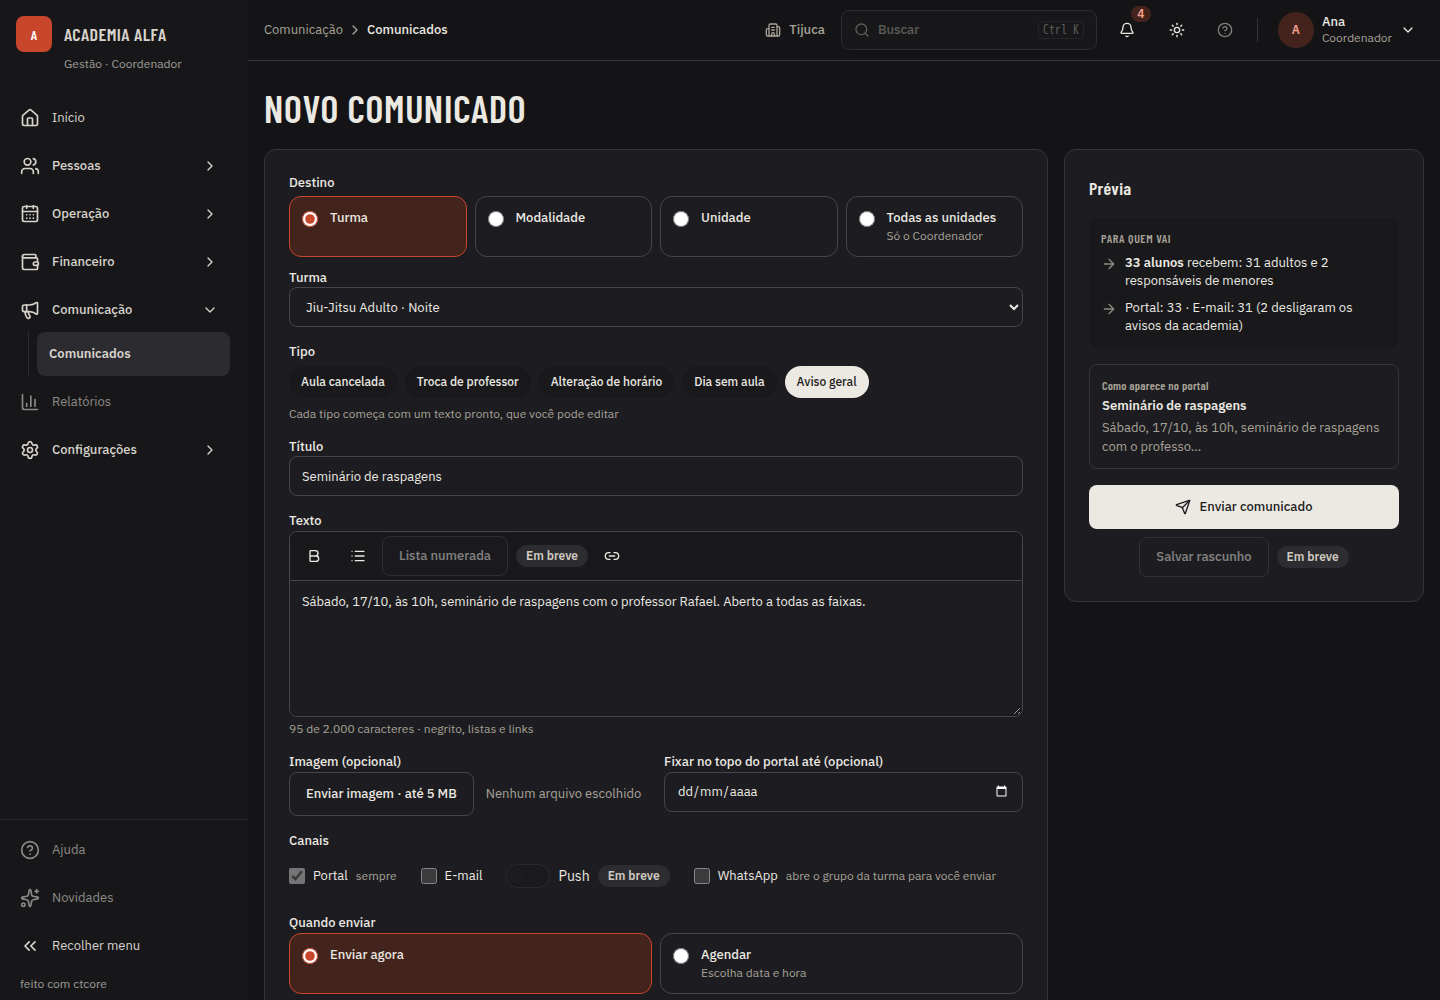 A
ACADEMIA ALFA
Gestão · Coordenador
Início
Pessoas
Operação
Financeiro
Comunicação
Comunicados
Relatórios
Configurações
Ajuda
Novidades
Recolher menu
feito com ctcore
Comunicação
Comunicados
Tijuca
Buscar
Ctrl K
4
A
Ana
Coordenador
NOVO COMUNICADO
Destino
Turma
Modalidade
Unidade
Todas as unidades
Só o Coordenador
Turma
Jiu-Jitsu Adulto · Noite
Tipo
Aula cancelada
Troca de professor
Alteração de horário
Dia sem aula
Aviso geral
Cada tipo começa com um texto pronto, que você pode editar
Título
Seminário de raspagens
Texto
B
Lista numerada
Em breve
Sábado, 17/10, às 10h, seminário de raspagens com o professor Rafael. Aberto a todas as faixas.
95 de 2.000 caracteres · negrito, listas e links
Imagem (opcional)
Enviar imagem · até 5 MB
Nenhum arquivo escolhido
Fixar no topo do portal até (opcional)
dd/mm/aaaa
Canais
Portal sempre
E-mail
Push
Em breve
WhatsApp abre o grupo da turma para você enviar
Quando enviar
Enviar agora
Agendar
Escolha data e hora
Prévia
PARA QUEM VAI
33 alunos recebem: 31 adultos e 2
responsáveis de menores
Portal: 33 · E-mail: 31 (2 desligaram os
avisos da academia)
Como aparece no portal
Seminário de raspagens
Sábado, 17/10, às 10h, seminário de raspagens
com o professo...
Enviar comunicado
Salvar rascunho
Em breve